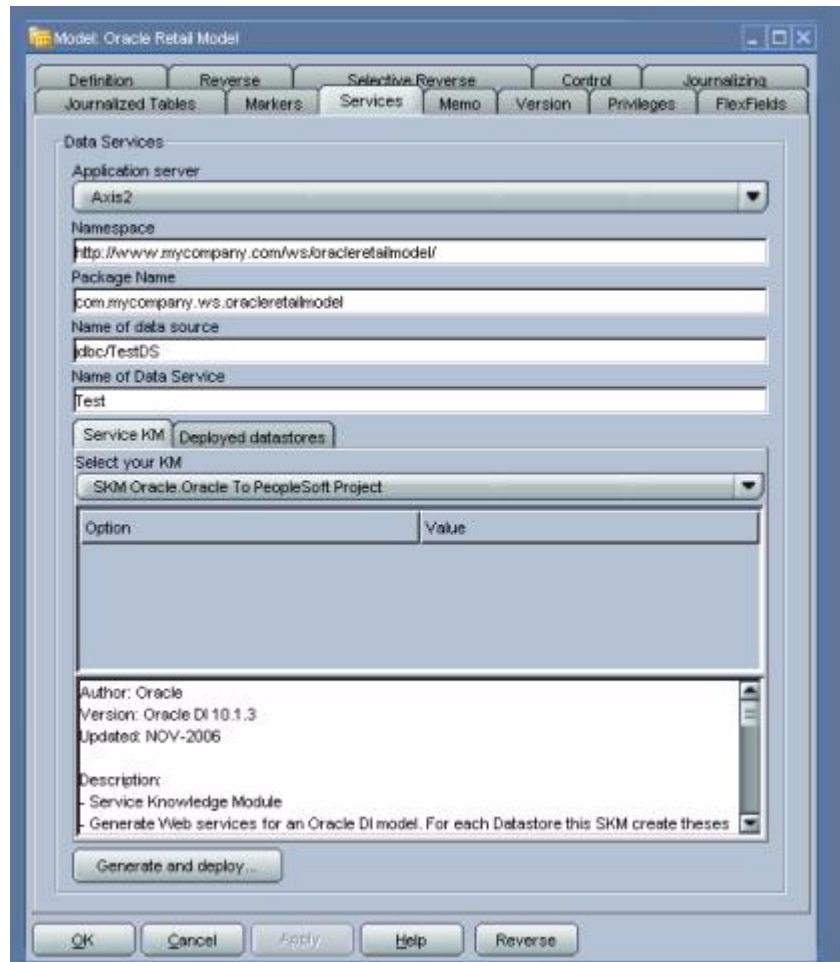 Model: Oracle Retail Model
Definition Reverse Selective Reverse Control Journalizing
Journalized Tables Markers Services Memo Version Privileges FlexFields
Data Services
Application server
Axis2
Namespace
http://www.mycompany.com/ws/oracleretailmodel/
Package Name
com.mycompany.ws.oracleretailmodel
Name of data source
jdbc/TestDS
Name of Data Service
Test
Service KM Deployed datastores
Select your KM
SKM Oracle.Oracle To PeopleSoft Project
Option Value
Author: Oracle
Version: Oracle DI 10.1.3
Updated: NOV-2006
Description:
- Service Knowledge Module
- Generate Web services for an Oracle DI model. For each Datastore this SKM create theses
Generate and deploy...
OK Cancel Apply Help Reverse